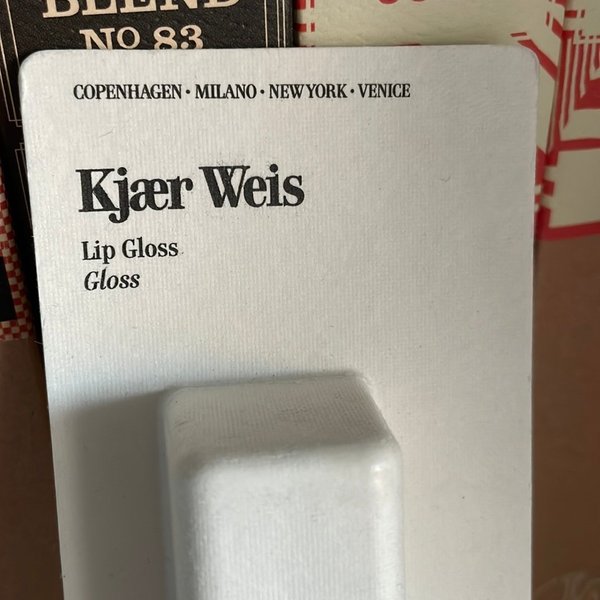 BLEND
No 83
COPENHAGEN · MILANO · NEW YORK · VENICE
Kjær Weis
Lip Gloss
Gloss